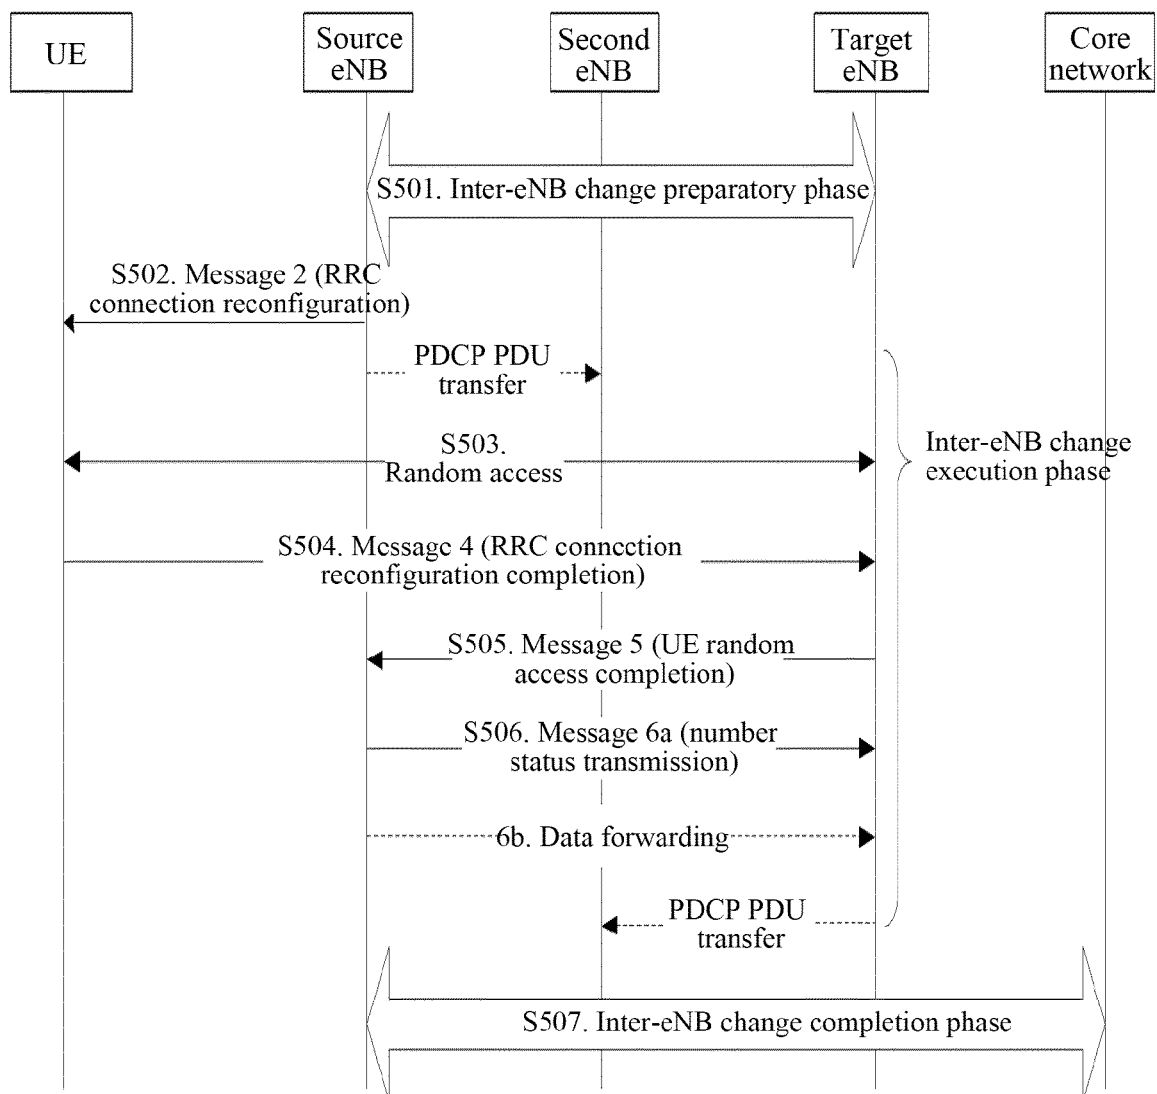 UE
Source
eNB
Second
eNB
Target
eNB
Core
network
S501. Inter-eNB change preparatory phase
S502. Message 2 (RRC
connection reconfiguration)
PDCP PDU
transfer
S503.
Random access
Inter-eNB change
execution phase
S504. Message 4 (RRC connection
reconfiguration completion)
S505. Message 5 (UE random
access completion)
S506. Message 6a (number
status transmission)
6b. Data forwarding
PDCP PDU
transfer
S507. Inter-eNB change completion phase